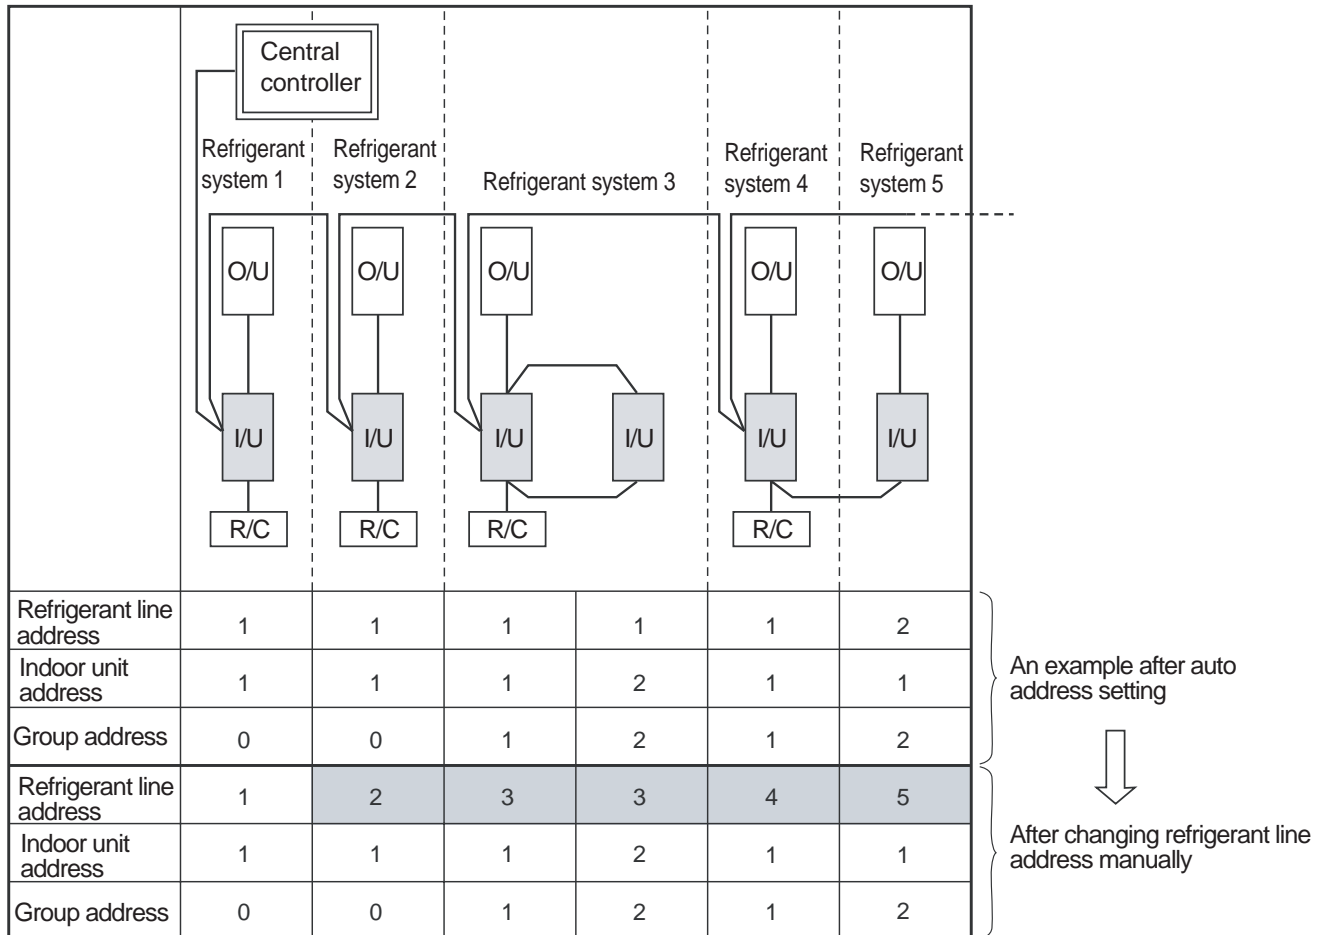 Central
controller
Refrigerant
system 1
Refrigerant
system 2
Refrigerant system 3
Refrigerant
system 4
Refrigerant
system 5
O/U
O/U
O/U
O/U
O/U
I/U
I/U
I/U
I/U
I/U
I/U
R/C
R/C
R/C
R/C
Refrigerant line
address
1 1 1 1 1 2
Indoor unit
address
1 1 1 2 1 1
Group address 0 0 1 2 1 2
An example after auto
address setting
Refrigerant line
address
1 2 3 3 4 5
Indoor unit
address
1 1 1 2 1 1
Group address 0 0 1 2 1 2
After changing refrigerant line
address manually